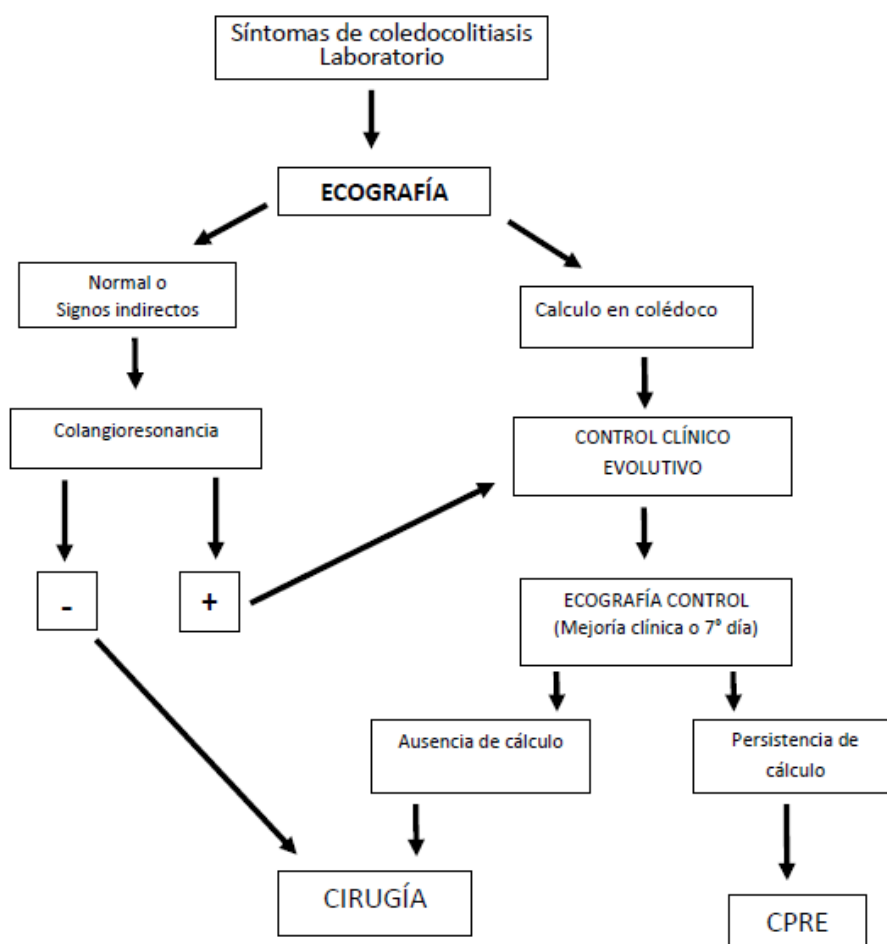 Síntomas de coledocolitiasis
Laboratorio
ECOGRAFÍA
Normal o
Signos indirectos
Calculo en colédoco
Colangioresonancia
CONTROL CLÍNICO
EVOLUTIVO
-
+
ECOGRAFÍA CONTROL
(Mejoría clínica o 7° día)
Ausencia de cálculo
Persistencia de
cálculo
CIRUGÍA
CPRE